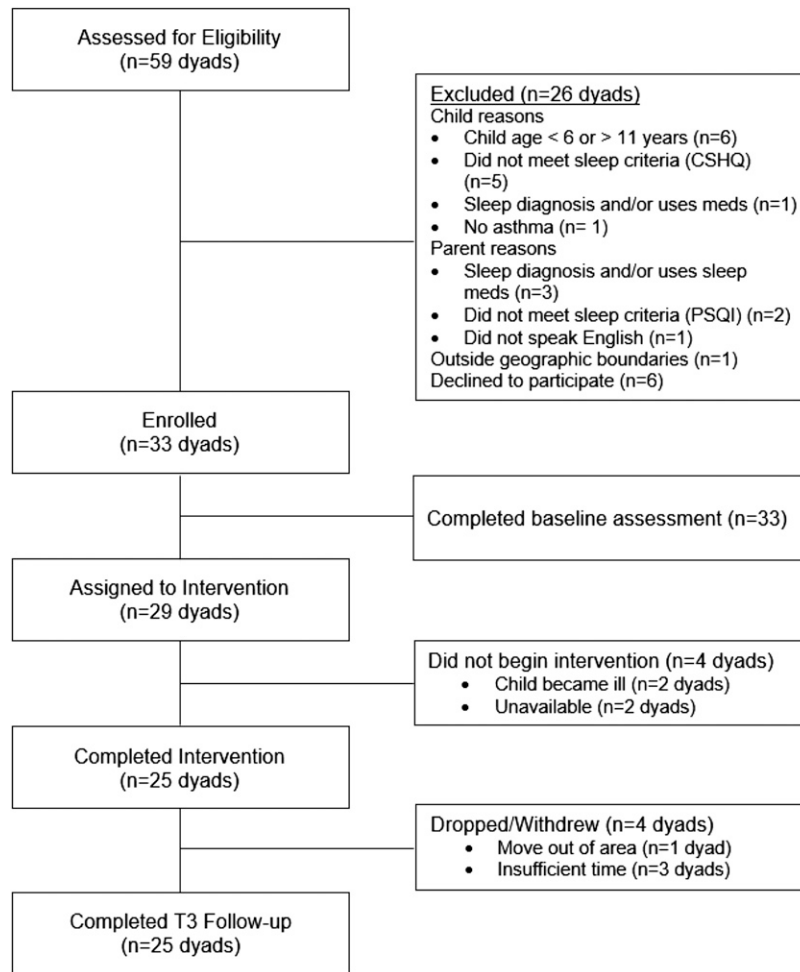 Assessed for Eligibility
(n=59 dyads)
Excluded (n=26 dyads)
Child reasons
• Child age < 6 or > 11 years (n=6)
• Did not meet sleep criteria (CSHQ)
(n=5)
• Sleep diagnosis and/or uses meds (n=1)
• No asthma (n= 1)
Parent reasons
• Sleep diagnosis and/or uses sleep
meds (n=3)
• Did not meet sleep criteria (PSQI) (n=2)
• Did not speak English (n=1)
Outside geographic boundaries (n=1)
Declined to participate (n=6)
Enrolled
(n=33 dyads)
Completed baseline assessment (n=33)
Assigned to Intervention
(n=29 dyads)
Did not begin intervention (n=4 dyads)
• Child became ill (n=2 dyads)
• Unavailable (n=2 dyads)
Completed Intervention
(n=25 dyads)
Dropped/Withdrew (n=4 dyads)
• Move out of area (n=1 dyad)
• Insufficient time (n=3 dyads)
Completed T3 Follow-up
(n=25 dyads)